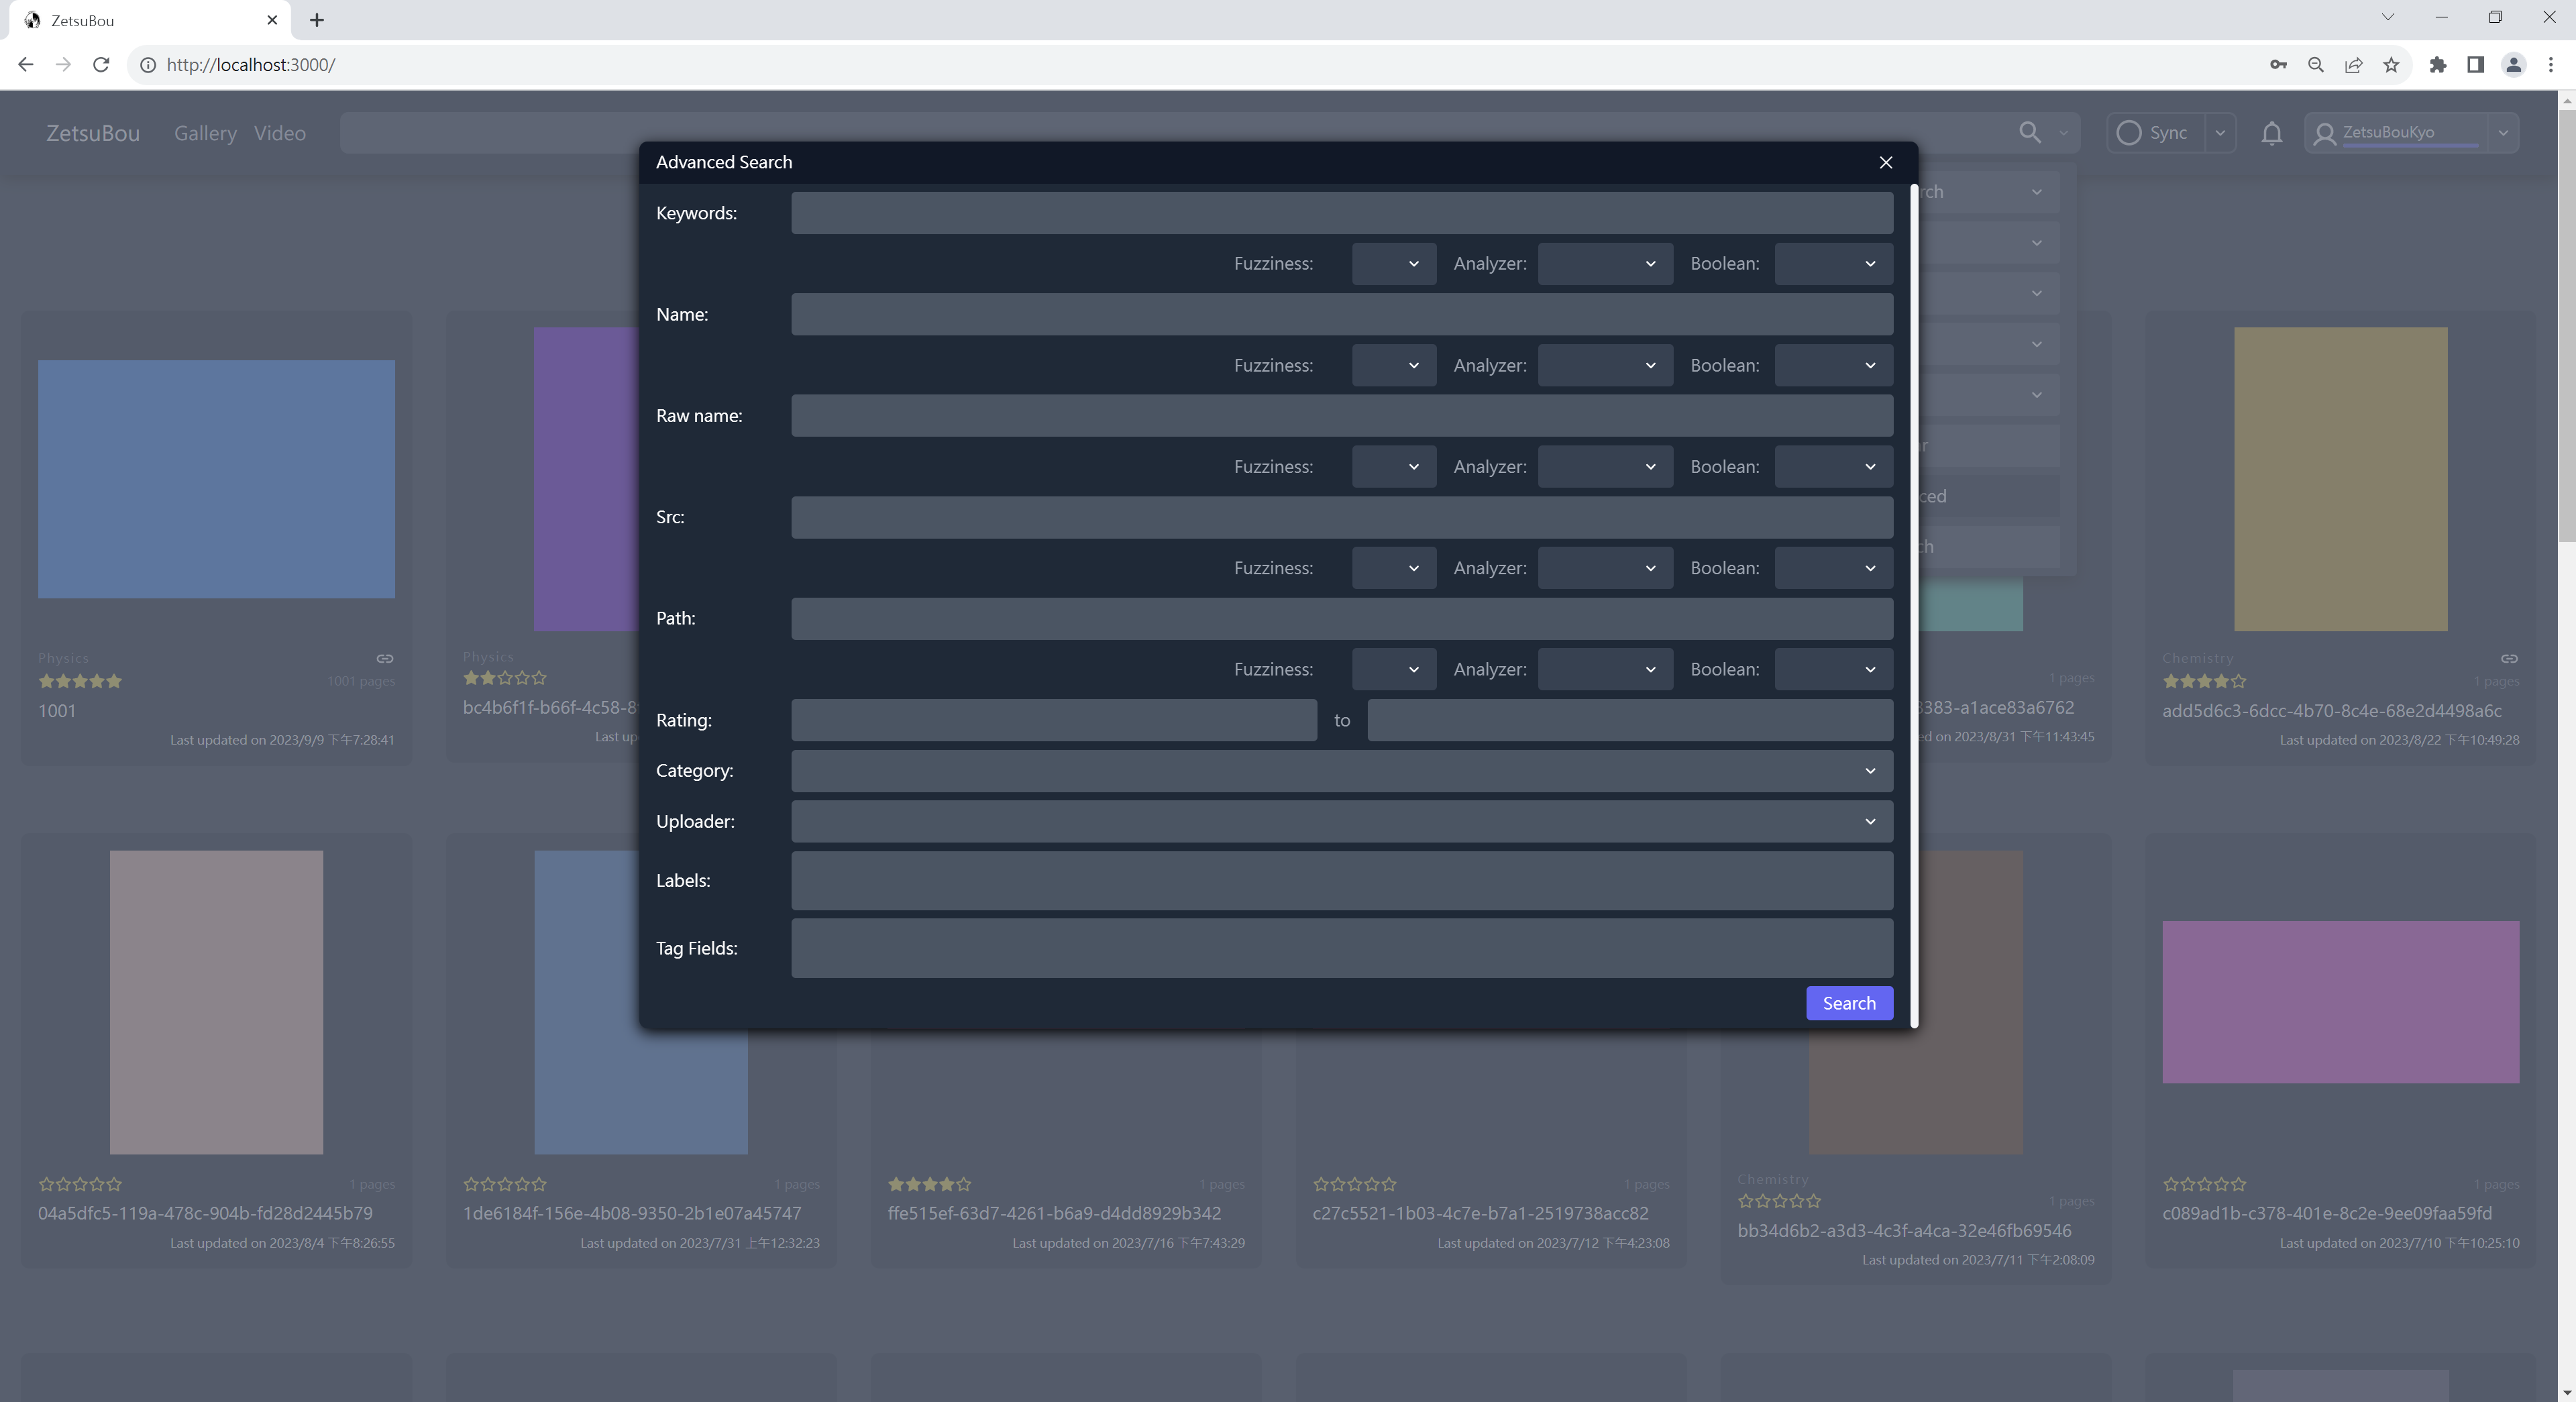 ZetsuBou
http://localhost:3000/
ZetsuBou Gallery Video
Sync
ZetsuBouKyo
Advanced Search
Keywords:
Fuzziness: Analyzer: Boolean:
Name:
Fuzziness: Analyzer: Boolean:
Raw name:
Fuzziness: Analyzer: Boolean:
Src:
Fuzziness: Analyzer: Boolean:
Path:
Fuzziness: Analyzer: Boolean:
Rating: to
Category:
Uploader:
Labels:
Tag Fields:
Search
rch
ced
ch
Physics
1001 pages
1001
Last updated on 2023/9/9 下午7:28:41
Physics
bc4b6f1f-b66f-4c58-8
Last up
1 pages
383-a1ace83a6762
ed on 2023/8/31 下午11:43:45
Chemistry
1 pages
add5d6c3-6dcc-4b70-8c4e-68e2d4498a6c
Last updated on 2023/8/22 下午10:49:28
1 pages
04a5dfc5-119a-478c-904b-fd28d2445b79
Last updated on 2023/8/4 下午8:26:55
1 pages
1de6184f-156e-4b08-9350-2b1e07a45747
Last updated on 2023/7/31 上午12:32:23
1 pages
ffe515ef-63d7-4261-b6a9-d4dd8929b342
Last updated on 2023/7/16 下午7:43:29
1 pages
c27c5521-1b03-4c7e-b7a1-2519738acc82
Last updated on 2023/7/12 下午4:23:08
Chemistry
1 pages
bb34d6b2-a3d3-4c3f-a4ca-32e46fb69546
Last updated on 2023/7/11 下午2:08:09
1 pages
c089ad1b-c378-401e-8c2e-9ee09faa59fd
Last updated on 2023/7/10 下午10:25:10